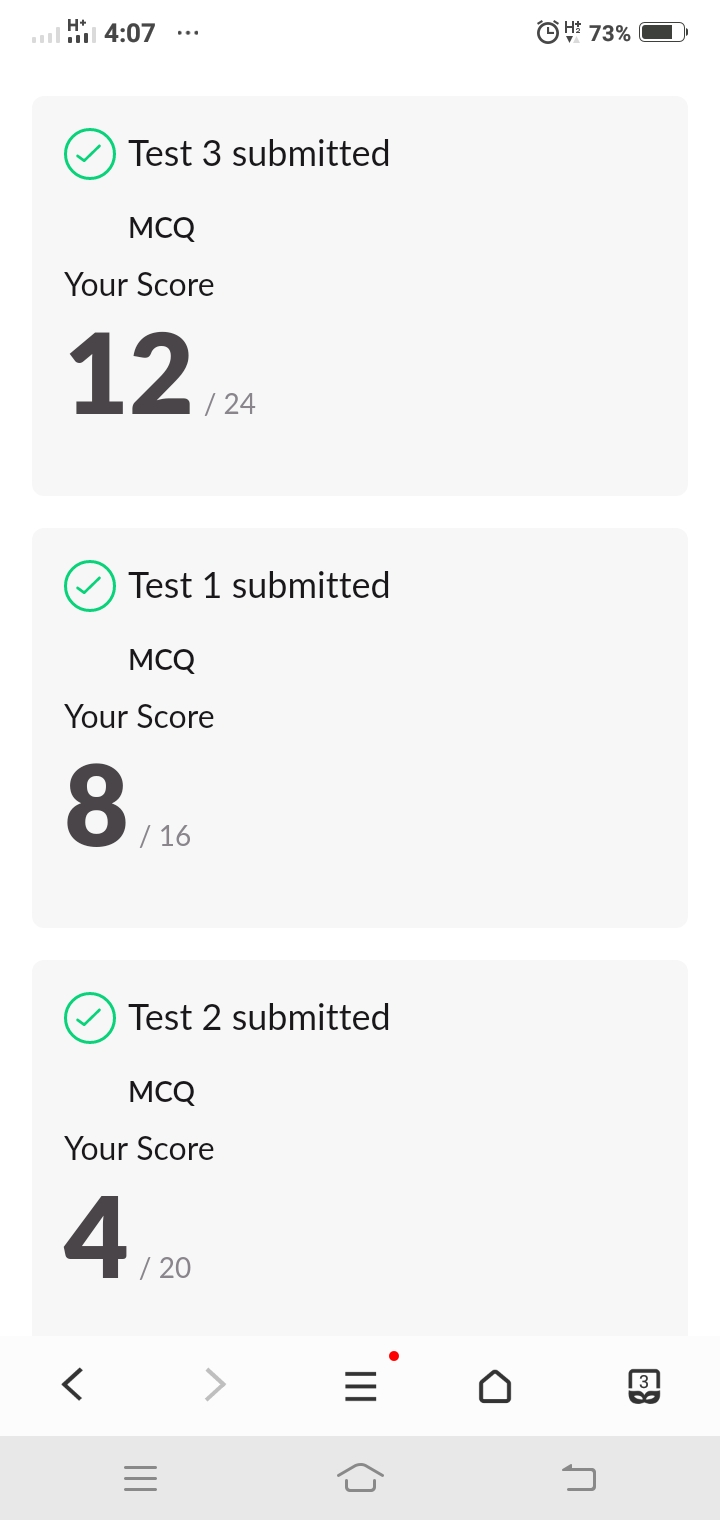 H+ 4:07 ... H+ 2 73%
Test 3 submitted
MCQ
Your Score
12 / 24
Test 1 submitted
MCQ
Your Score
8 / 16
Test 2 submitted
MCQ
Your Score
4 / 20
3